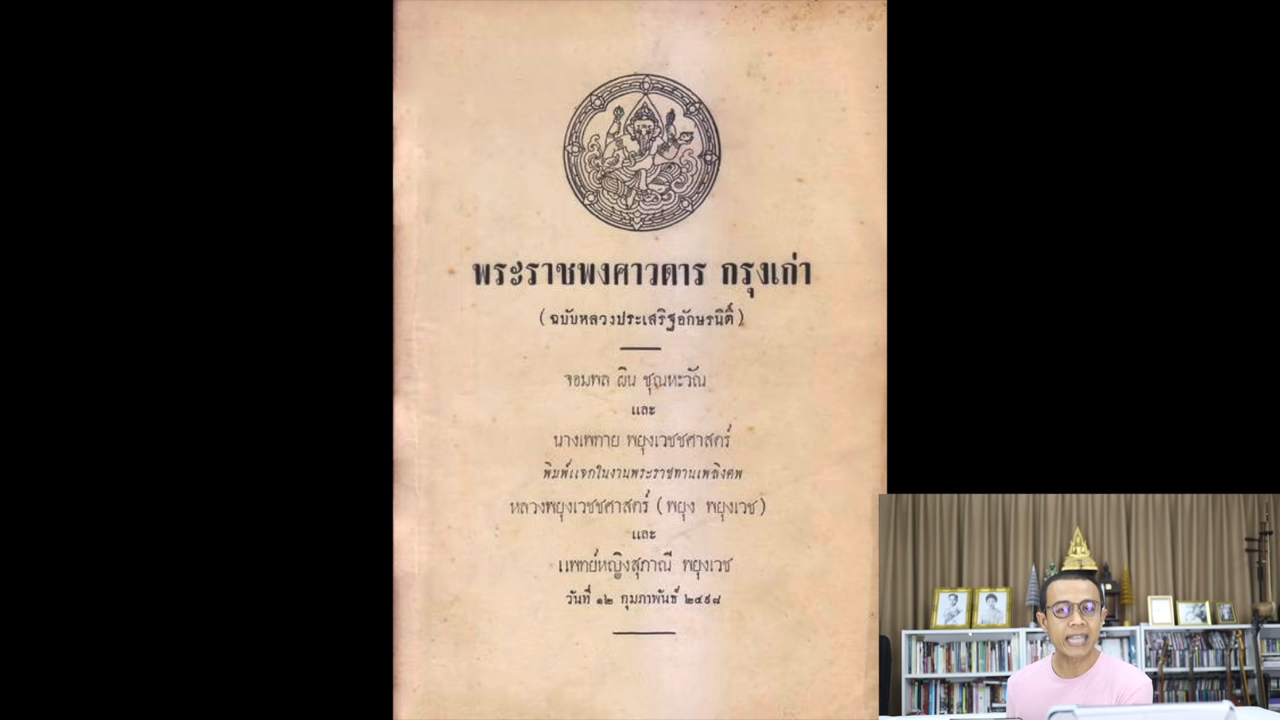 พระราชพงศาวดาร กรุงเก่า
(ฉบับหลวงประเสริฐอักษรนิติ์)
จอมพล ผิน ชุณหะวัณ
และ
นางเพทาย พยุงเวชชศาสตร์
พิมพ์แจกในงานพระราชทานเพลิงศพ
หลวงพยุงเวชชศาสตร์ (พยุง พยุงเวช)
และ
แพทย์หญิงสุภาณี พยุงเวช
วันที่ ๑๒ กุมภาพันธ์ ๒๔๙๘